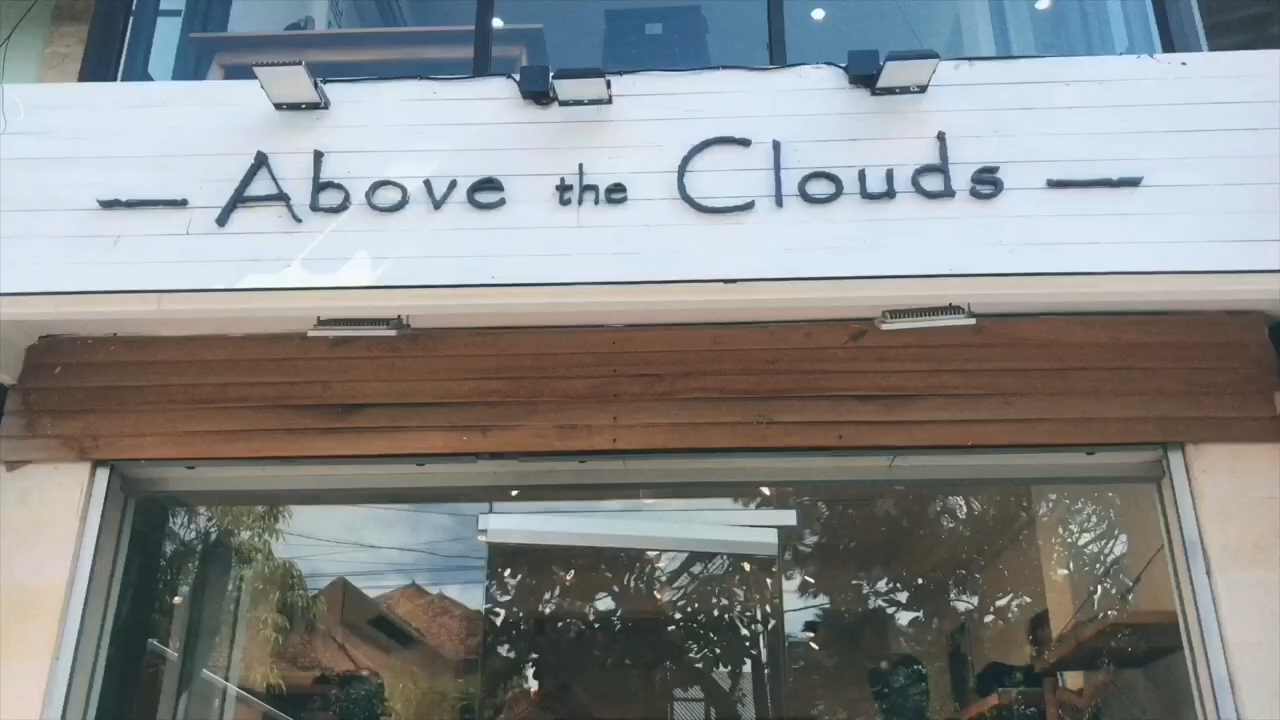 — Above the Clouds —